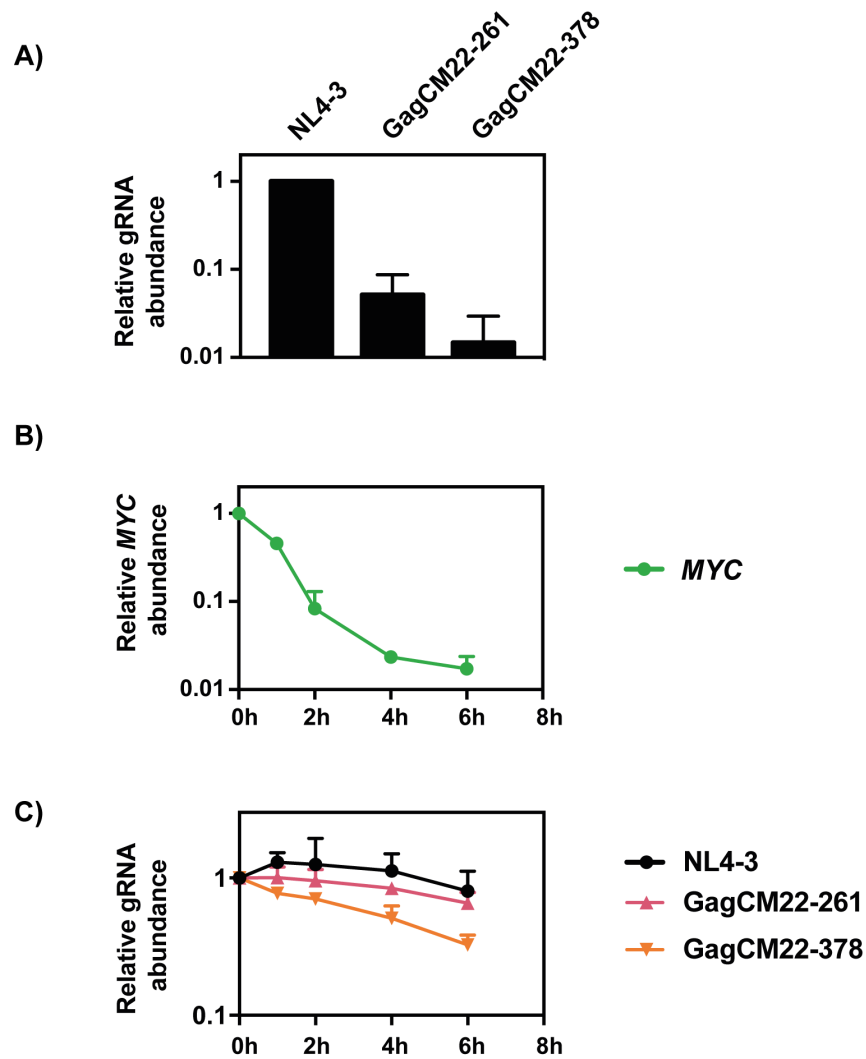 A)
NL4-3
GagCM22-261
GagCM22-378
Relative gRNA
abundance
1
0.1
0.01
B)
Relative MYC
abundance
1
0.1
0.01
0h 2h 4h 6h 8h
MYC
C)
Relative gRNA
abundance
1
0.1
0h 2h 4h 6h 8h
NL4-3
GagCM22-261
GagCM22-378